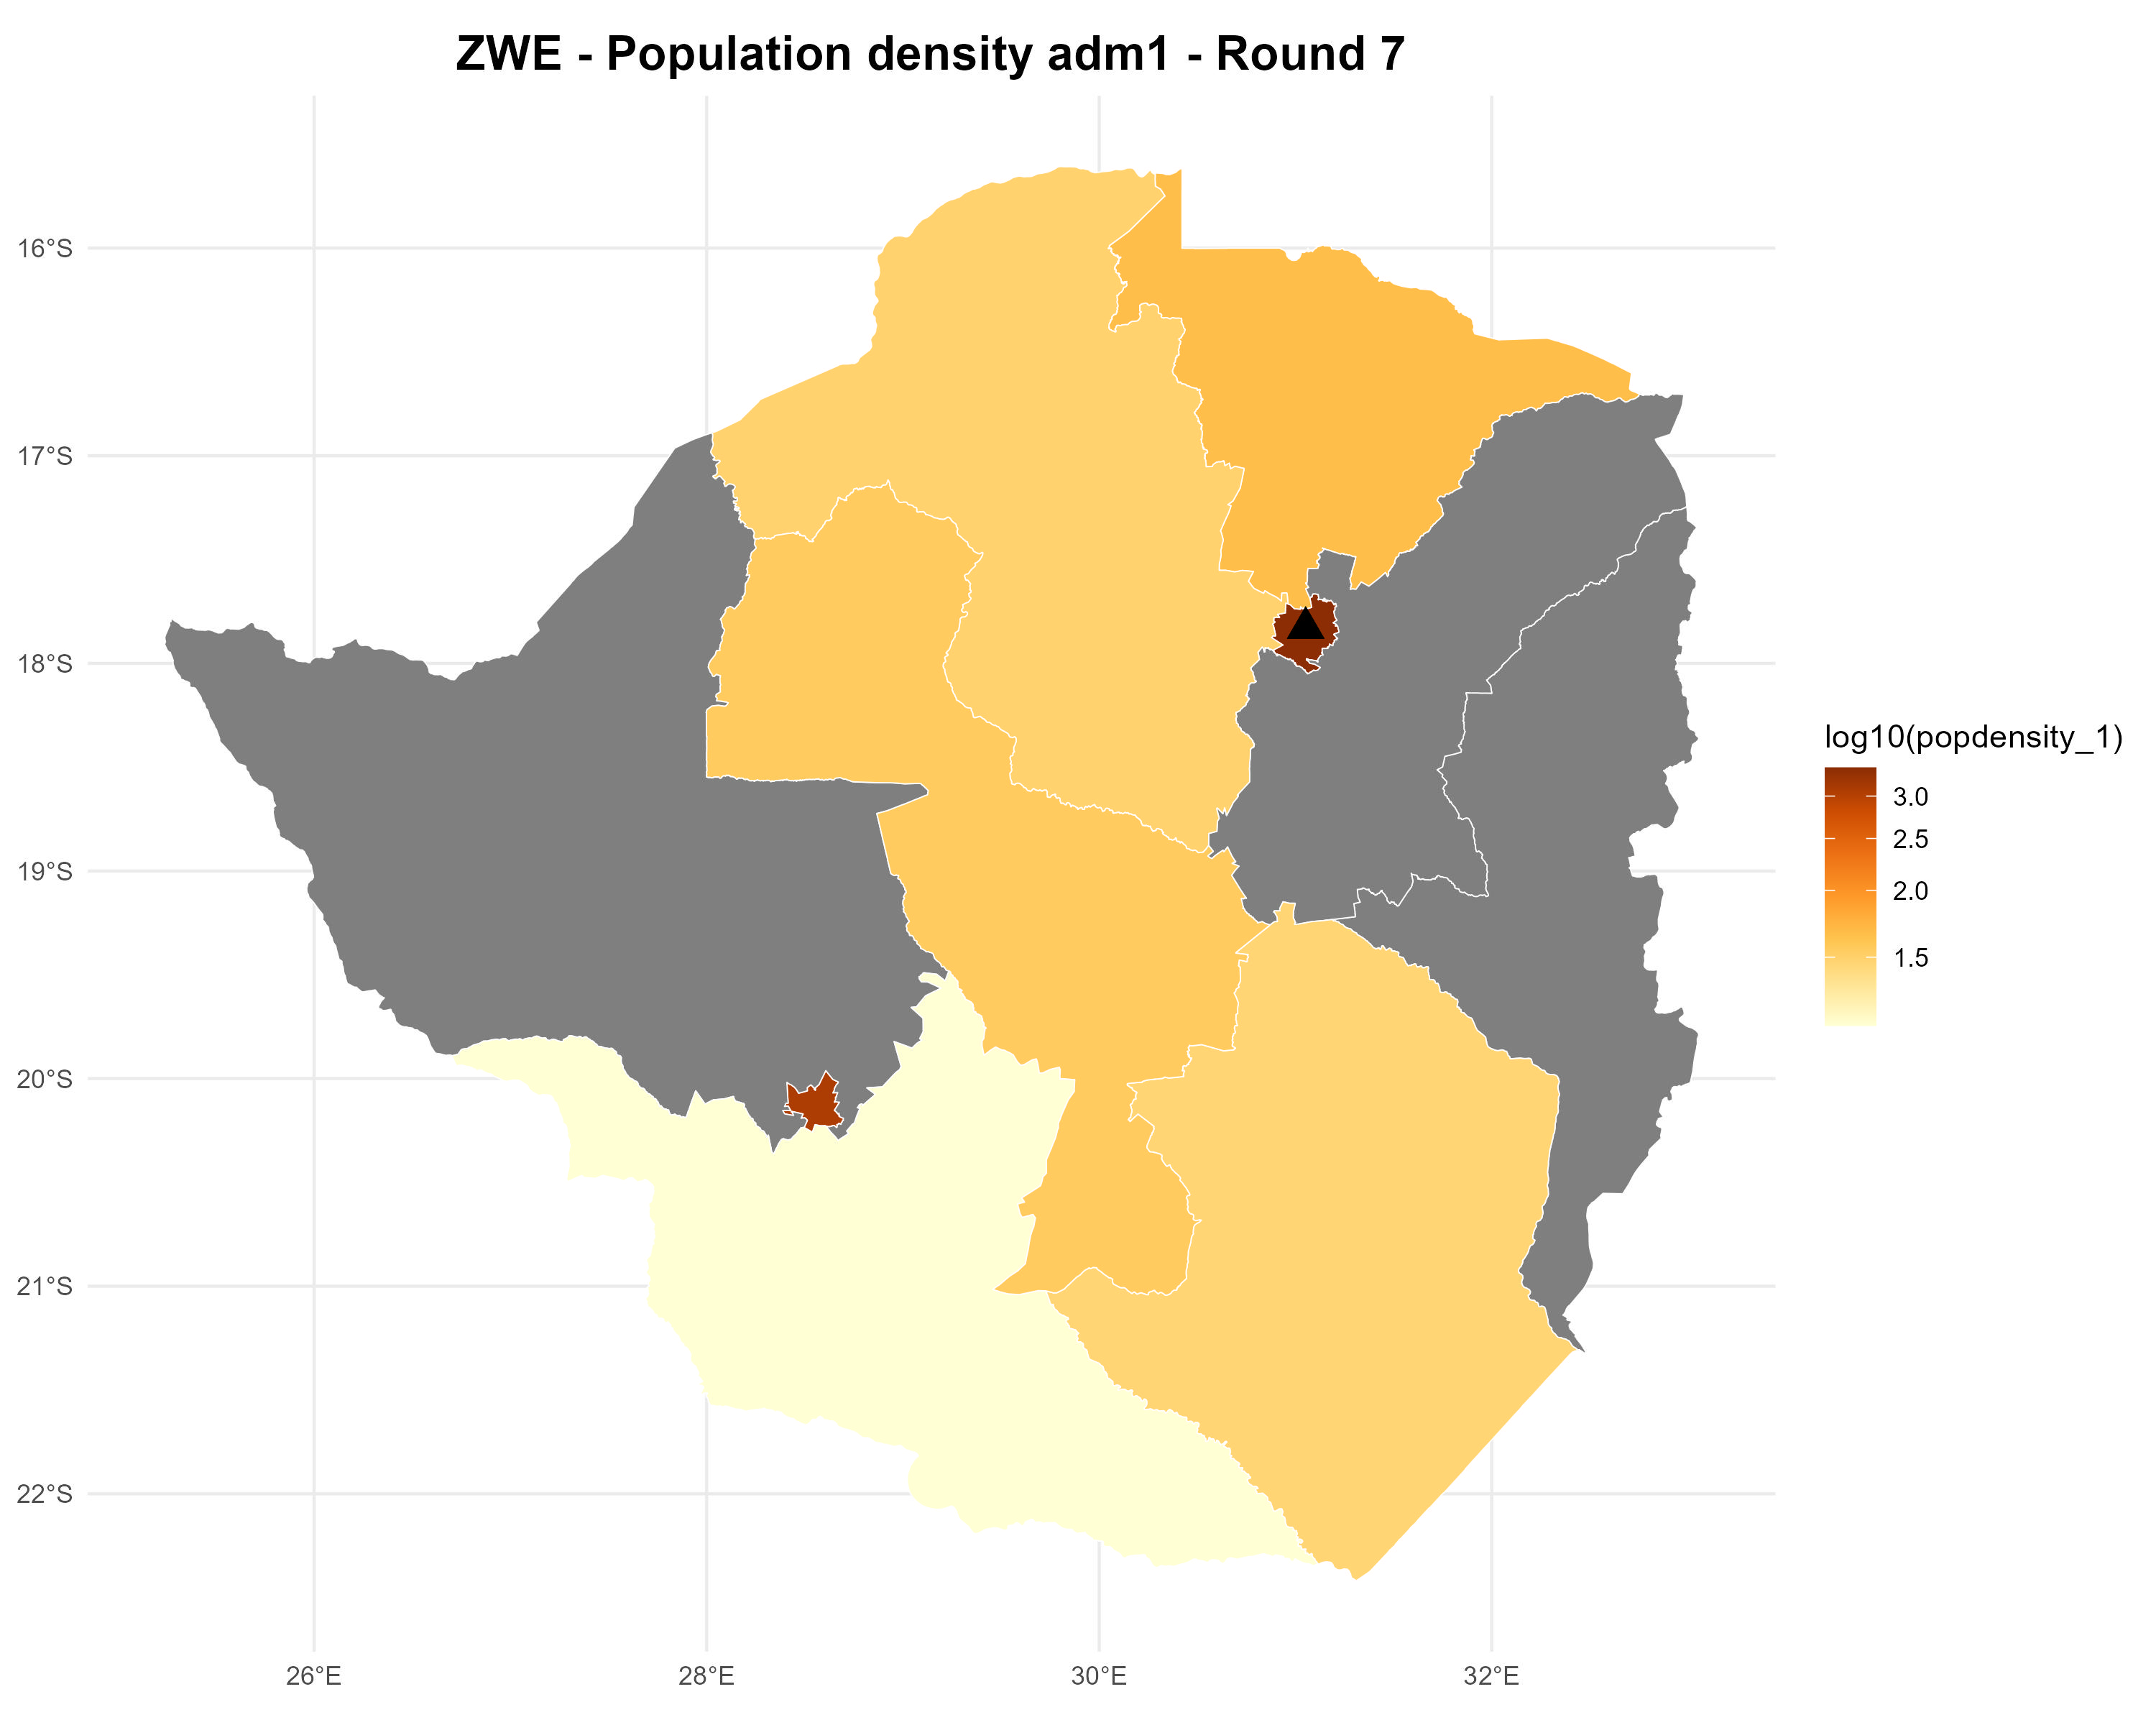 ZWE - Population density adm1 - Round 7
16°S
17°S
18°S
19°S
20°S
21°S
22°S
26°E
28°E
30°E
32°E
log10(popdensity_1)
3.0
2.5
2.0
1.5